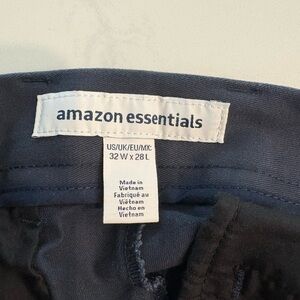 amazon essentials
US/UK/EU/MX:
32 W x 28 L
Made in
Vietnam
Fabriqué au
Viêtnam
Hecho en
Vietnam